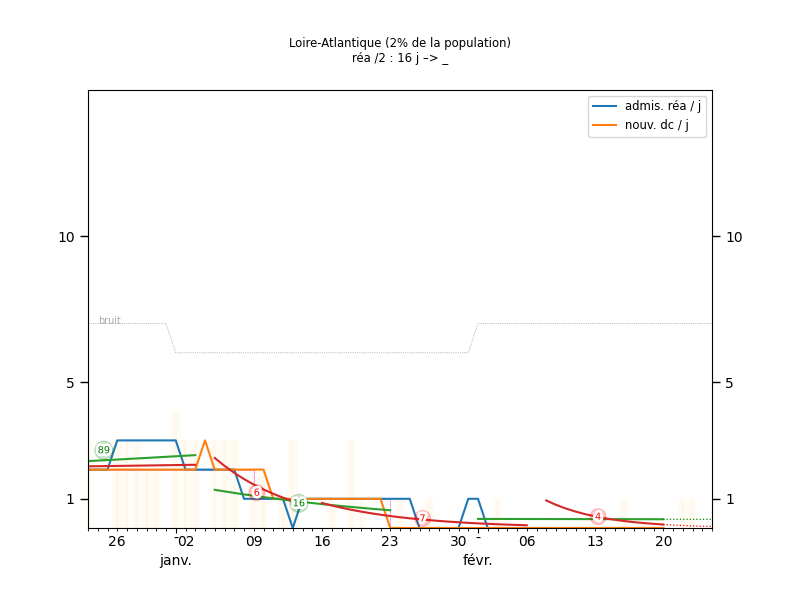 Loire-Atlantique (2% de la population)
réa /2 : 16 j –> _
admis. réa / j
nouv. dc / j
10 10
bruit
5 5
89
6
16
7
4
1 1
26 02 09 16 23 30 06 13 20
janv. févr.